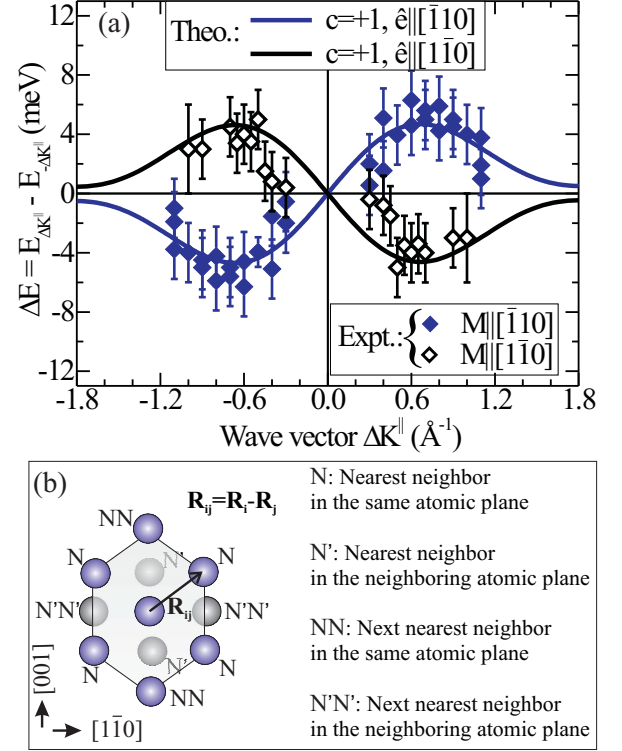 (a)
Theo.: c=+1, ê||[1̄10]
c=+1, ê||[11̄0]
ΔE = E_ΔK^∥ - E_-ΔK^∥ (meV)
12
8
4
0
-4
-8
-12
Expt.: { M||[1̄10]
M||[11̄0]
-1.8 -1.2 -0.6 0.0 0.6 1.2 1.8
Wave vector ΔK^∥ (Å⁻¹)
(b)
R_ij=R_i-R_j
NN
N N
N'
N'N' N'N'
R_ij
N'
N N
NN
[001]
[11̄0]
N: Nearest neighbor
in the same atomic plane
N': Nearest neighbor
in the neighboring atomic plane
NN: Next nearest neighbor
in the same atomic plane
N'N': Next nearest neighbor
in the neighboring atomic plane